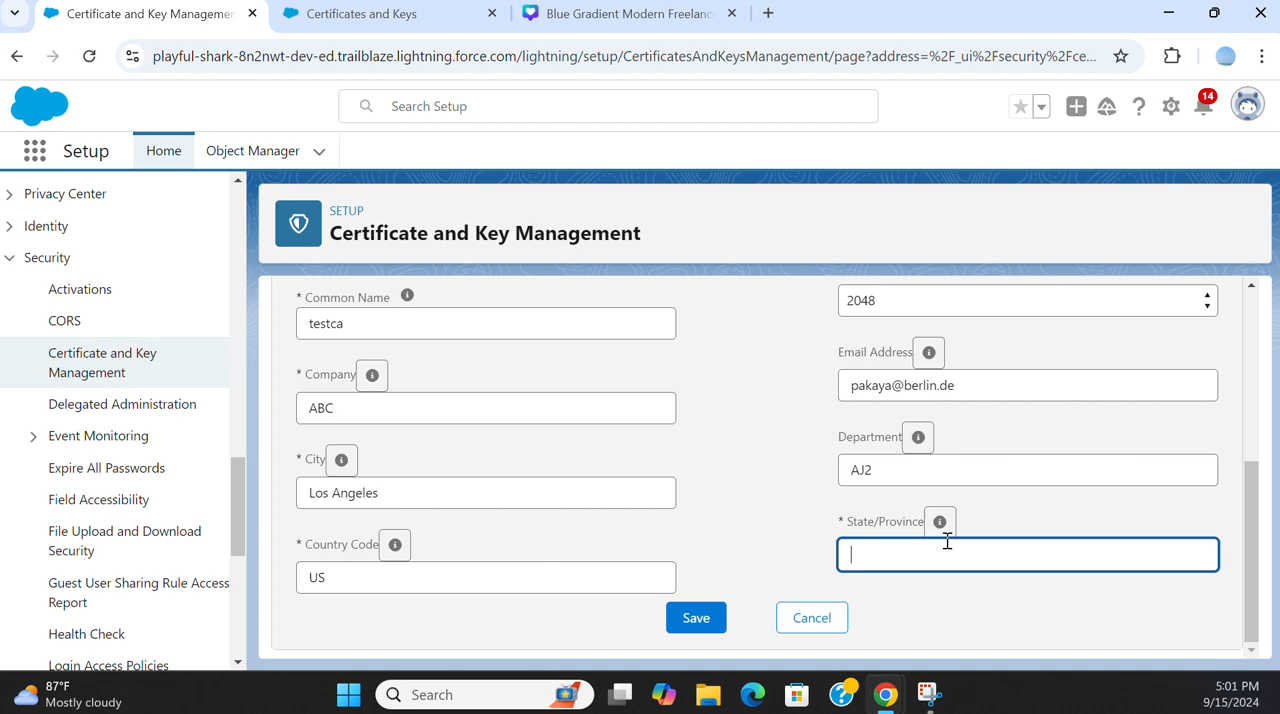 Certificate and Key Managemen
Certificates and Keys
Blue Gradient Modern Freelanc
playful-shark-8n2nwt-dev-ed.trailblaze.lightning.force.com/lightning/setup/CertificatesAndKeysManagement/page?address=%2F_ui%2Fsecurity%2Fce...
Search Setup
14
Setup
Home
Object Manager
Privacy Center
Identity
Security
Activations
CORS
Certificate and Key
Management
Delegated Administration
Event Monitoring
Expire All Passwords
Field Accessibility
File Upload and Download
Security
Guest User Sharing Rule Access
Report
Health Check
Login Access Policies
SETUP
Certificate and Key Management
* Common Name
testca
* Company
ABC
* City
Los Angeles
* Country Code
US
2048
Email Address
pakaya@berlin.de
Department
AJ2
* State/Province
Save
Cancel
87°F
Mostly cloudy
Search
5:01 PM
9/15/2024